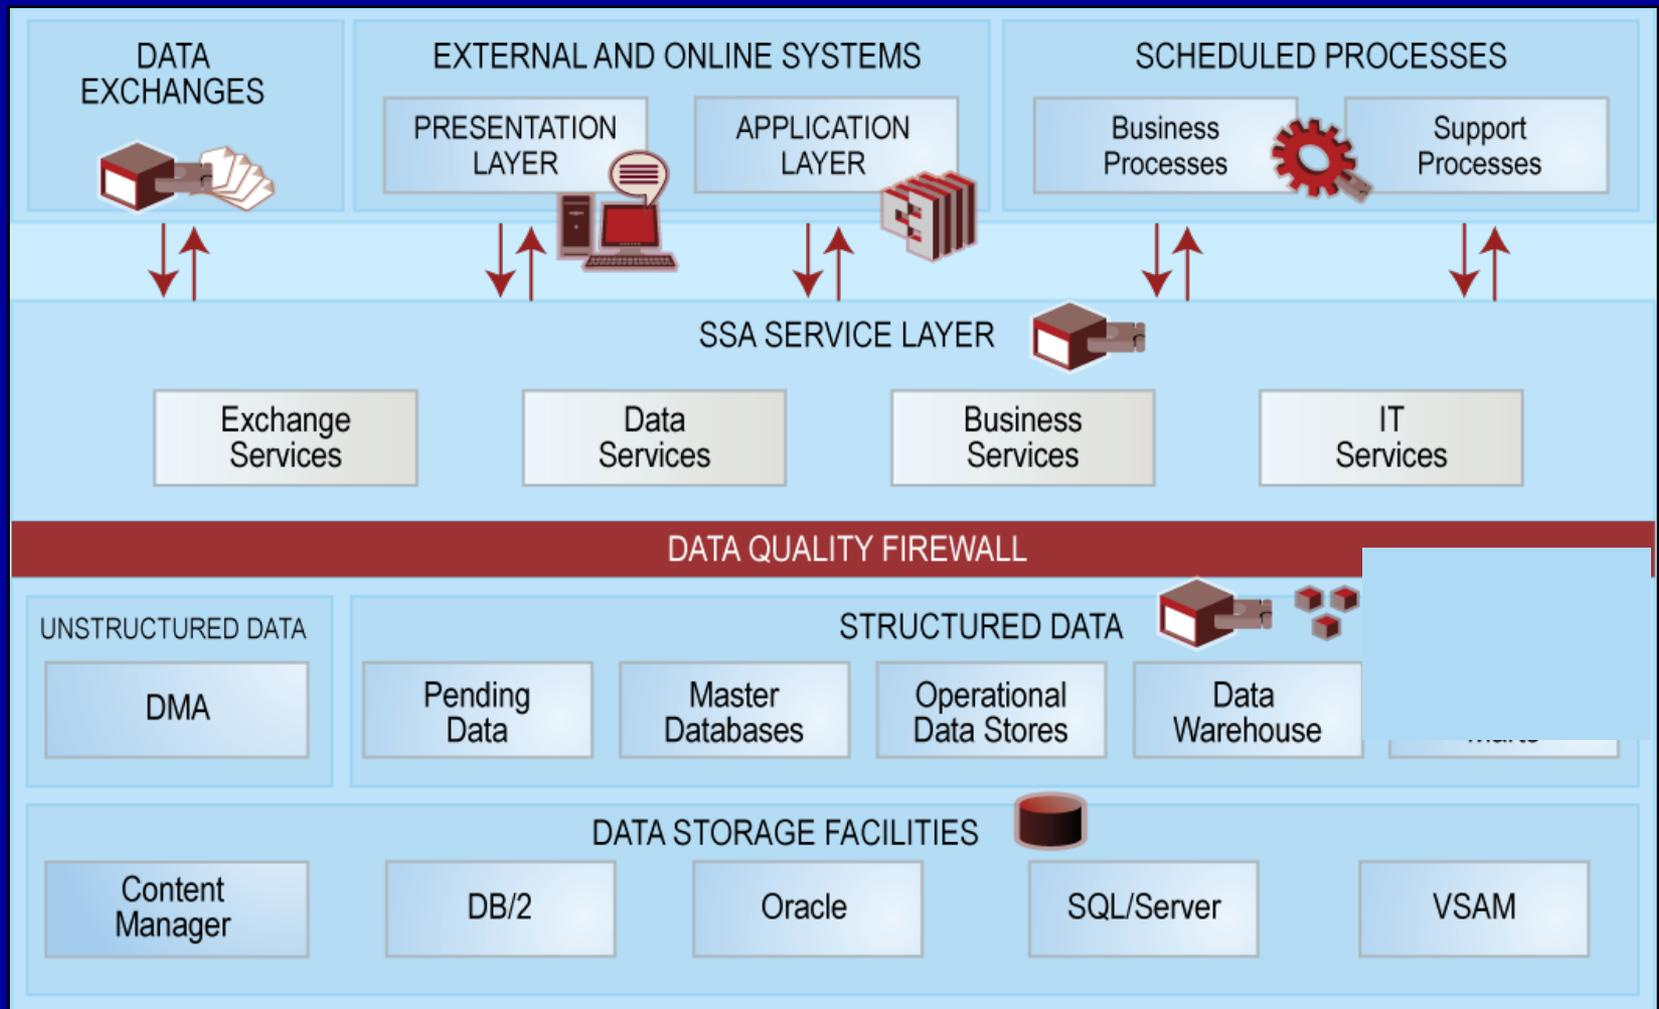 DATA
EXCHANGES
EXTERNAL AND ONLINE SYSTEMS
PRESENTATION
LAYER
APPLICATION
LAYER
SCHEDULED PROCESSES
Business
Processes
Support
Processes
SSA SERVICE LAYER
Exchange
Services
Data
Services
Business
Services
IT
Services
DATA QUALITY FIREWALL
UNSTRUCTURED DATA
DMA
STRUCTURED DATA
Pending
Data
Master
Databases
Operational
Data Stores
Data
Warehouse
DATA STORAGE FACILITIES
Content
Manager
DB/2
Oracle
SQL/Server
VSAM